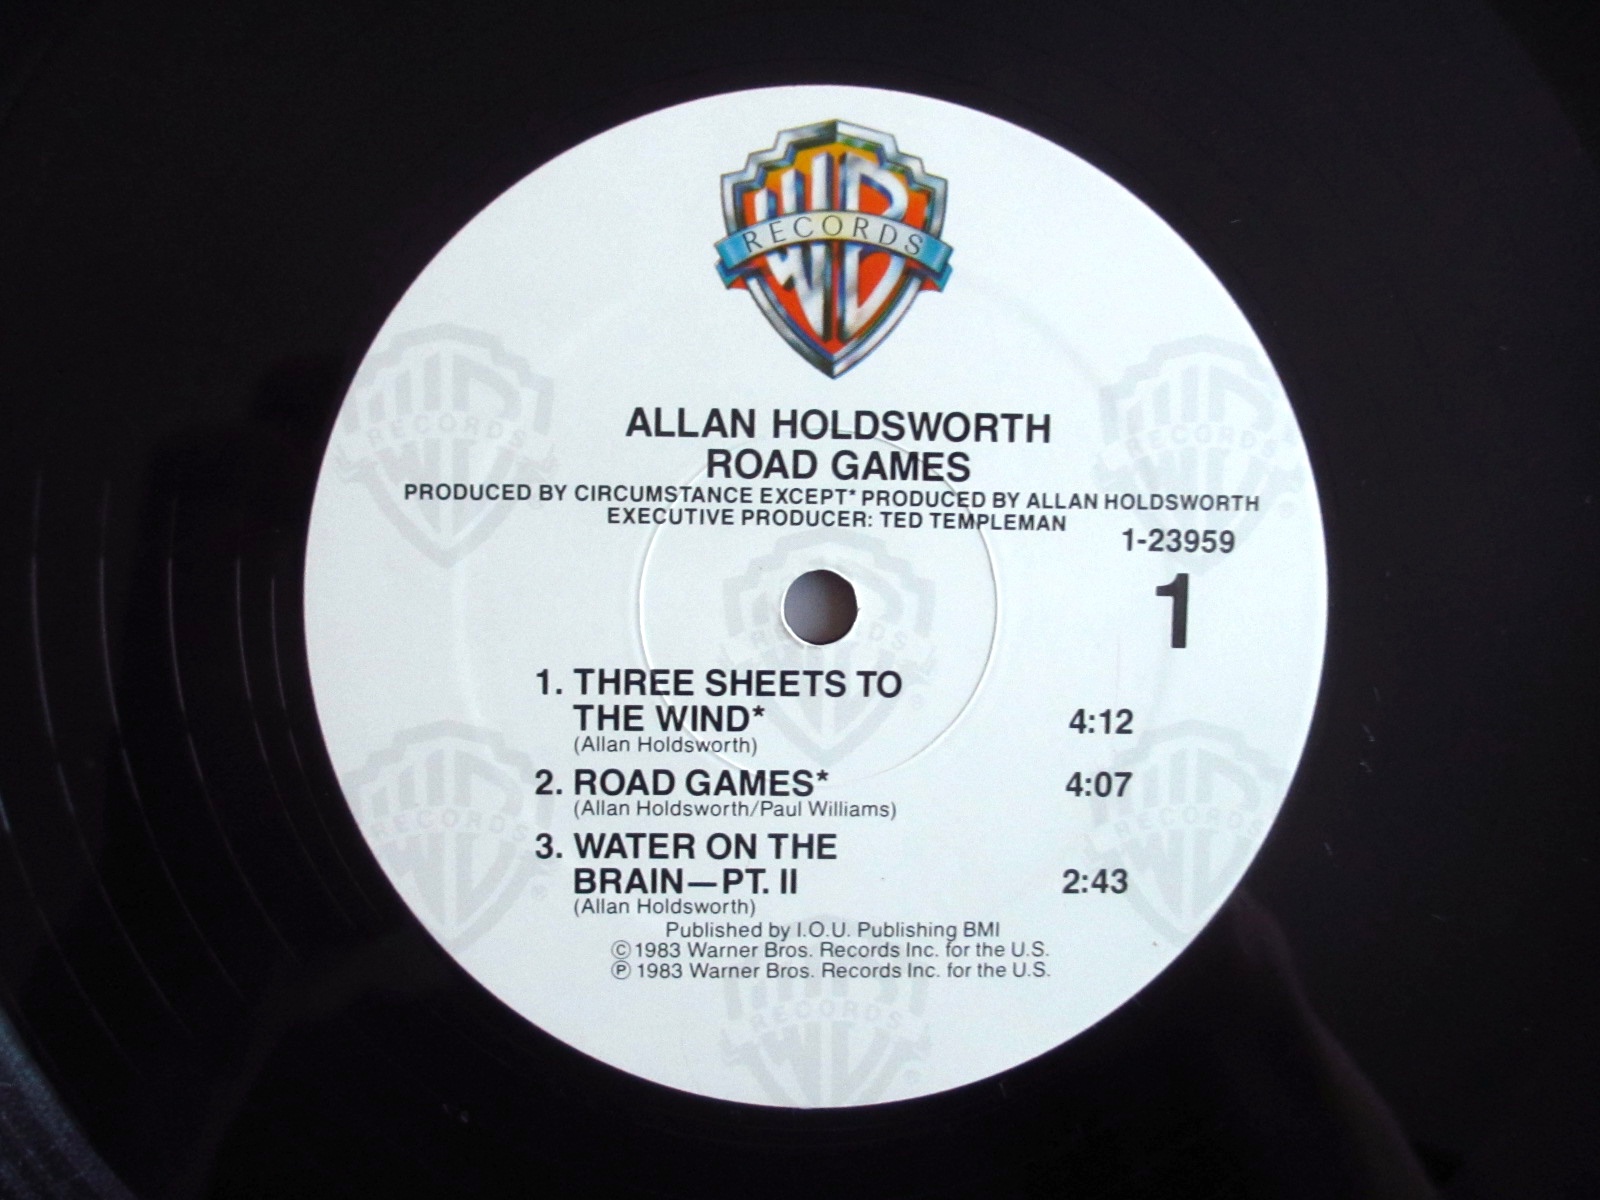 WB
RECORDS
ALLAN HOLDSWORTH
ROAD GAMES
PRODUCED BY CIRCUMSTANCE EXCEPT* PRODUCED BY ALLAN HOLDSWORTH
EXECUTIVE PRODUCER: TED TEMPLEMAN
1-23959
1
1. THREE SHEETS TO
THE WIND* 4:12
(Allan Holdsworth)
2. ROAD GAMES* 4:07
(Allan Holdsworth/Paul Williams)
3. WATER ON THE
BRAIN—PT. II 2:43
(Allan Holdsworth)
Published by I.O.U. Publishing BMI
Ⓒ 1983 Warner Bros. Records Inc. for the U.S.
Ⓟ 1983 Warner Bros. Records Inc. for the U.S.